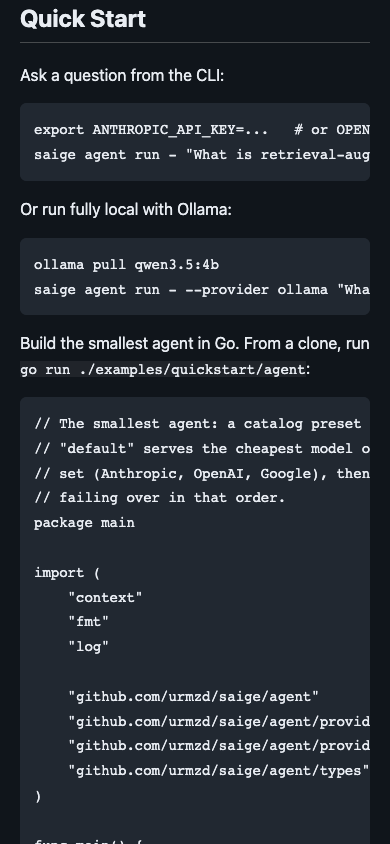 Quick Start
Ask a question from the CLI:
export ANTHROPIC_API_KEY=...   # or OPEN
saige agent run - "What is retrieval-aug
Or run fully local with Ollama:
ollama pull qwen3.5:4b
saige agent run - --provider ollama "Wha
Build the smallest agent in Go. From a clone, run
go run ./examples/quickstart/agent:
// The smallest agent: a catalog preset
// "default" serves the cheapest model o
// set (Anthropic, OpenAI, Google), then
// failing over in that order.
package main
import (
    "context"
    "fmt"
    "log"
    "github.com/urmzd/saige/agent"
    "github.com/urmzd/saige/agent/provid
    "github.com/urmzd/saige/agent/provid
    "github.com/urmzd/saige/agent/types"
)
func main() {